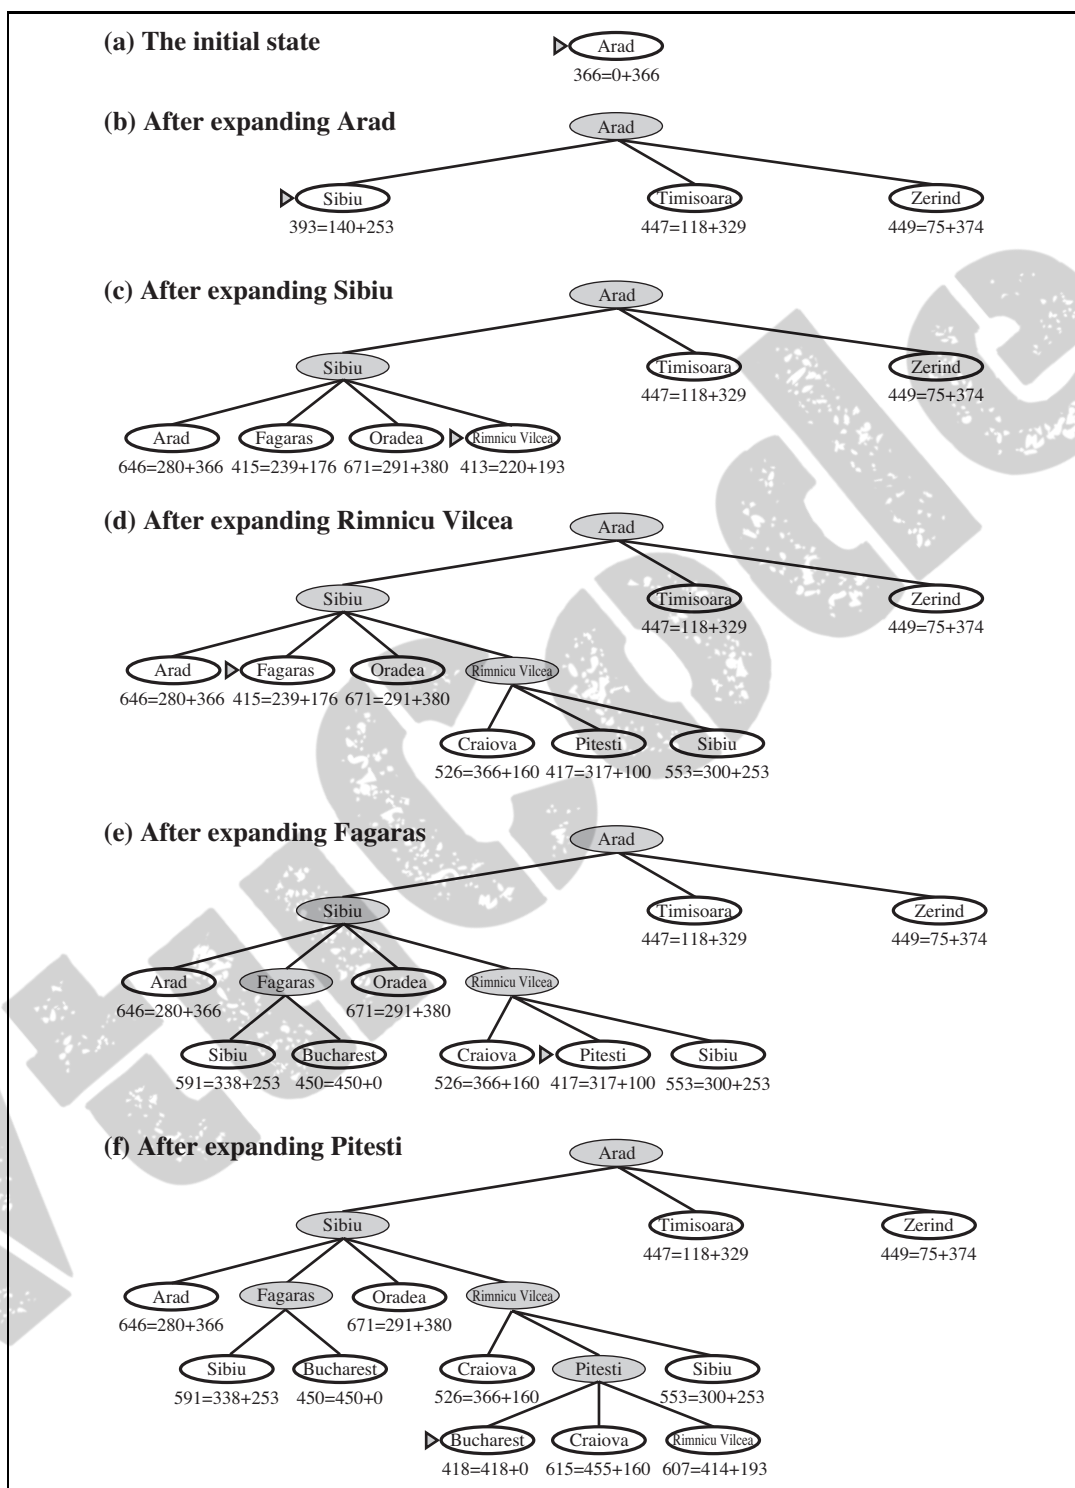 (a) The initial state
Arad
366=0+366
(b) After expanding Arad
Arad
Sibiu Timisoara Zerind
393=140+253 447=118+329 449=75+374
(c) After expanding Sibiu
Arad
Sibiu Timisoara Zerind
447=118+329 449=75+374
Arad Fagaras Oradea Rimnicu Vilcea
646=280+366 415=239+176 671=291+380 413=220+193
(d) After expanding Rimnicu Vilcea
Arad
Sibiu Timisoara Zerind
447=118+329 449=75+374
Arad Fagaras Oradea Rimnicu Vilcea
646=280+366 415=239+176 671=291+380
Craiova Pitesti Sibiu
526=366+160 417=317+100 553=300+253
(e) After expanding Fagaras
Arad
Sibiu Timisoara Zerind
447=118+329 449=75+374
Arad Fagaras Oradea Rimnicu Vilcea
646=280+366 671=291+380
Sibiu Bucharest Craiova Pitesti Sibiu
591=338+253 450=450+0 526=366+160 417=317+100 553=300+253
(f) After expanding Pitesti
Arad
Sibiu Timisoara Zerind
447=118+329 449=75+374
Arad Fagaras Oradea Rimnicu Vilcea
646=280+366 671=291+380
Sibiu Bucharest Craiova Pitesti Sibiu
591=338+253 450=450+0 526=366+160 553=300+253
Bucharest Craiova Rimnicu Vilcea
418=418+0 615=455+160 607=414+193